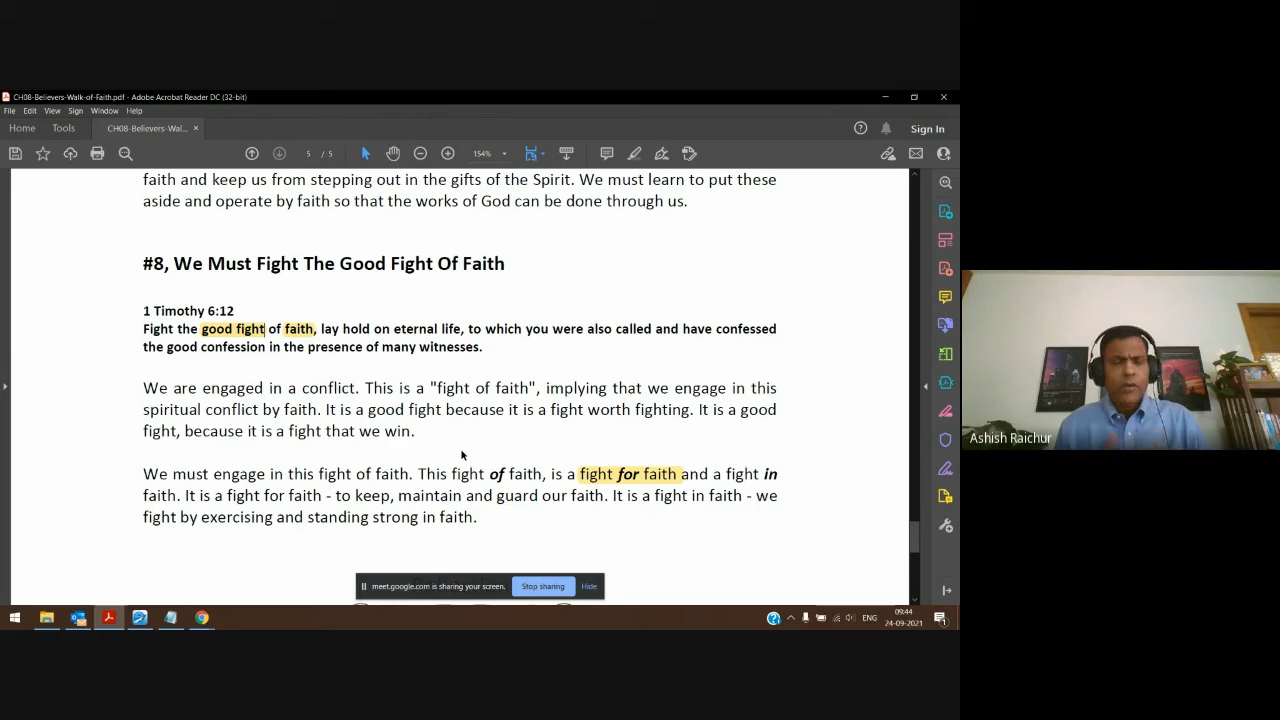 CH08-Believers-Walk-of-Faith.pdf - Adobe Acrobat Reader DC (32-bit)
File Edit View Sign Window Help
Home Tools CH08-Believers-Wal... × Sign In
5 / 5 154%
faith and keep us from stepping out in the gifts of the Spirit. We must learn to put these
aside and operate by faith so that the works of God can be done through us.
#8, We Must Fight The Good Fight Of Faith
1 Timothy 6:12
Fight the good fight of faith, lay hold on eternal life, to which you were also called and have confessed
the good confession in the presence of many witnesses.
We are engaged in a conflict. This is a "fight of faith", implying that we engage in this
spiritual conflict by faith. It is a good fight because it is a fight worth fighting. It is a good
fight, because it is a fight that we win.
We must engage in this fight of faith. This fight of faith, is a fight for faith and a fight in
faith. It is a fight for faith - to keep, maintain and guard our faith. It is a fight in faith - we
fight by exercising and standing strong in faith.
meet.google.com is sharing your screen. Stop sharing Hide
ENG
09:44
24-09-2021
Ashish Raichur